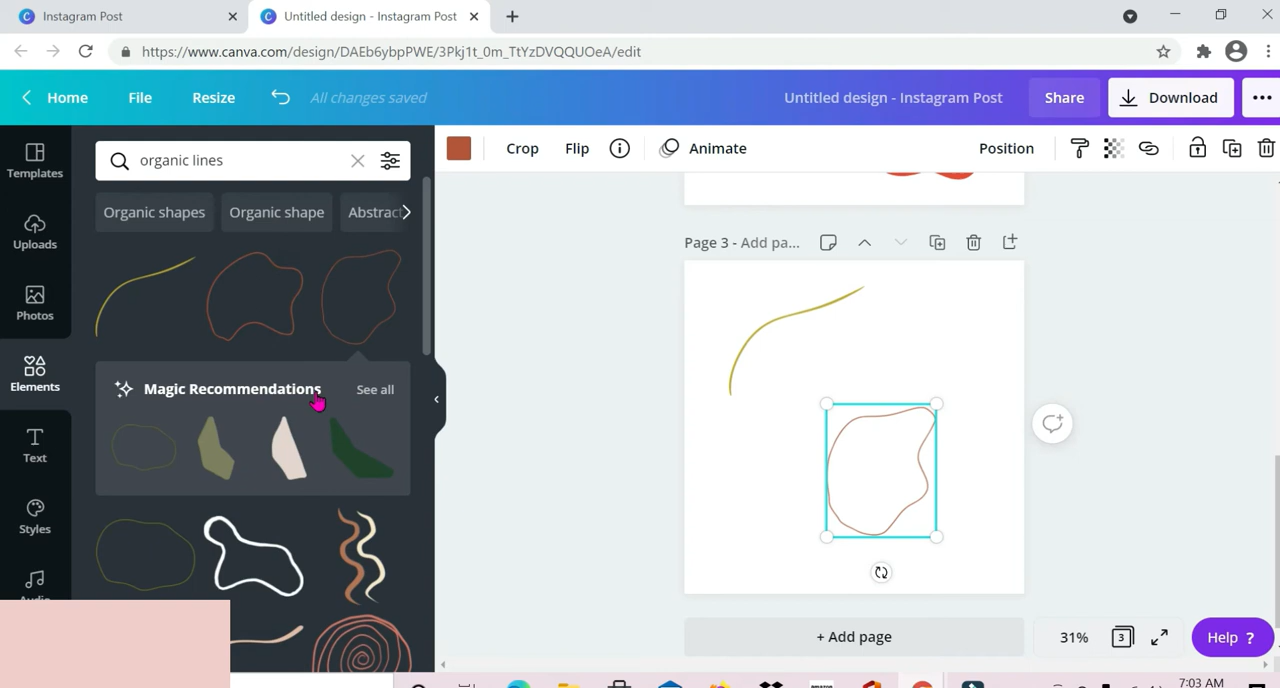 Instagram Post
Untitled design - Instagram Post
https://www.canva.com/design/DAEb6ybpPWE/3Pkj1t_0m_TtYzDVQQUOeA/edit
Home
File
Resize
All changes saved
Untitled design - Instagram Post
Share
Download
Templates
organic lines
Crop
Flip
Animate
Position
Organic shapes
Organic shape
Abstract
Uploads
Page 3 - Add pa...
Photos
Elements
Magic Recommendations
See all
Text
Styles
Audio
+ Add page
31%
3
Help ?
7:03 AM